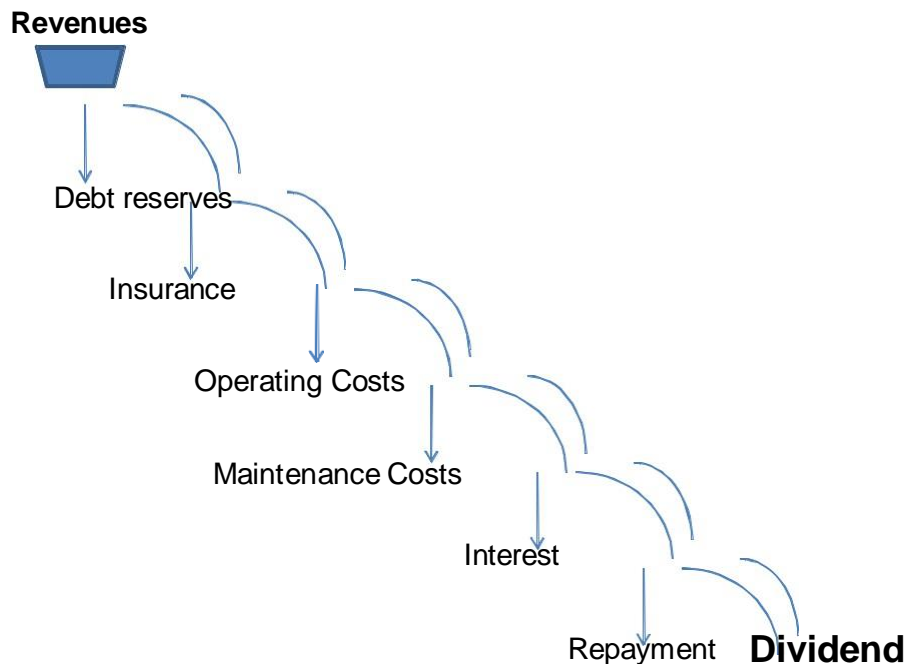 Revenues
Debt reserves
Insurance
Operating Costs
Maintenance Costs
Interest
Repayment
Dividend